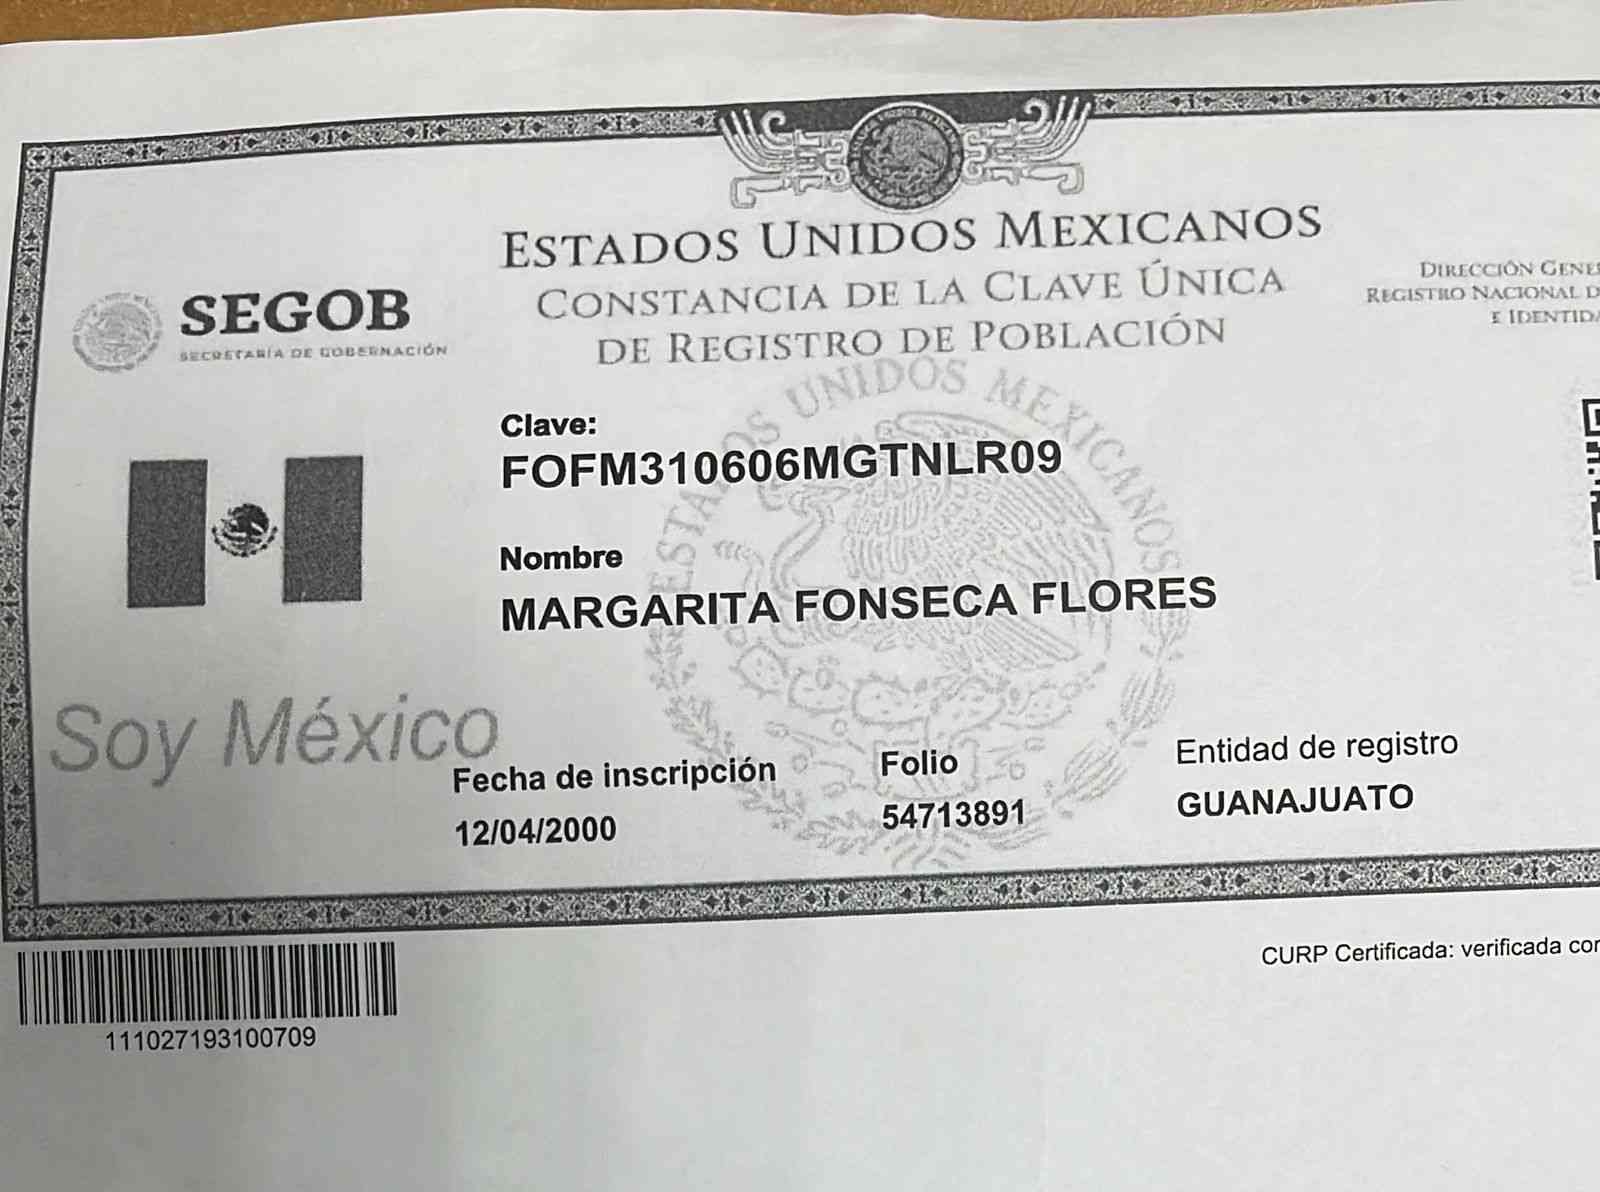 ESTADOS UNIDOS MEXICANOS
CONSTANCIA DE LA CLAVE ÚNICA
DE REGISTRO DE POBLACIÓN
SEGOB
SECRETARÍA DE GOBERNACIÓN
DIRECCIÓN GENE
REGISTRO NACIONAL D
E IDENTIDA
ESTADOS UNIDOS MEXICANOS
Clave:
FOFM310606MGTNLR09
Nombre
MARGARITA FONSECA FLORES
Soy México
Fecha de inscripción
12/04/2000
Folio
54713891
Entidad de registro
GUANAJUATO
111027193100709
CURP Certificada: verificada con